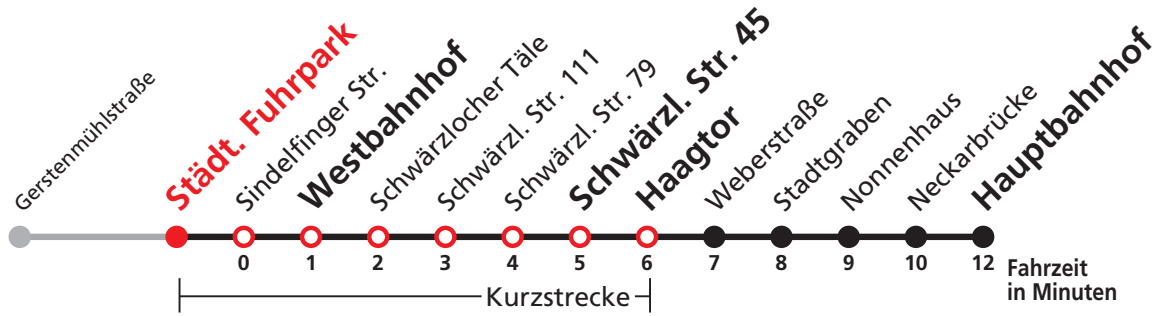 Gerstenmühlstraße
Städt. Fuhrpark
Sindelfinger Str.
Westbahnhof
Schwärzlocher Täle
Schwärzl. Str. 111
Schwärzl. Str. 79
Schwärzl. Str. 45
Haagtor
Weberstraße
Stadtgraben
Nonnenhaus
Neckarbrücke
Hauptbahnhof
0 1 2 3 4 5 6 7 8 9 10 12
Fahrzeit
in Minuten
Kurzstrecke